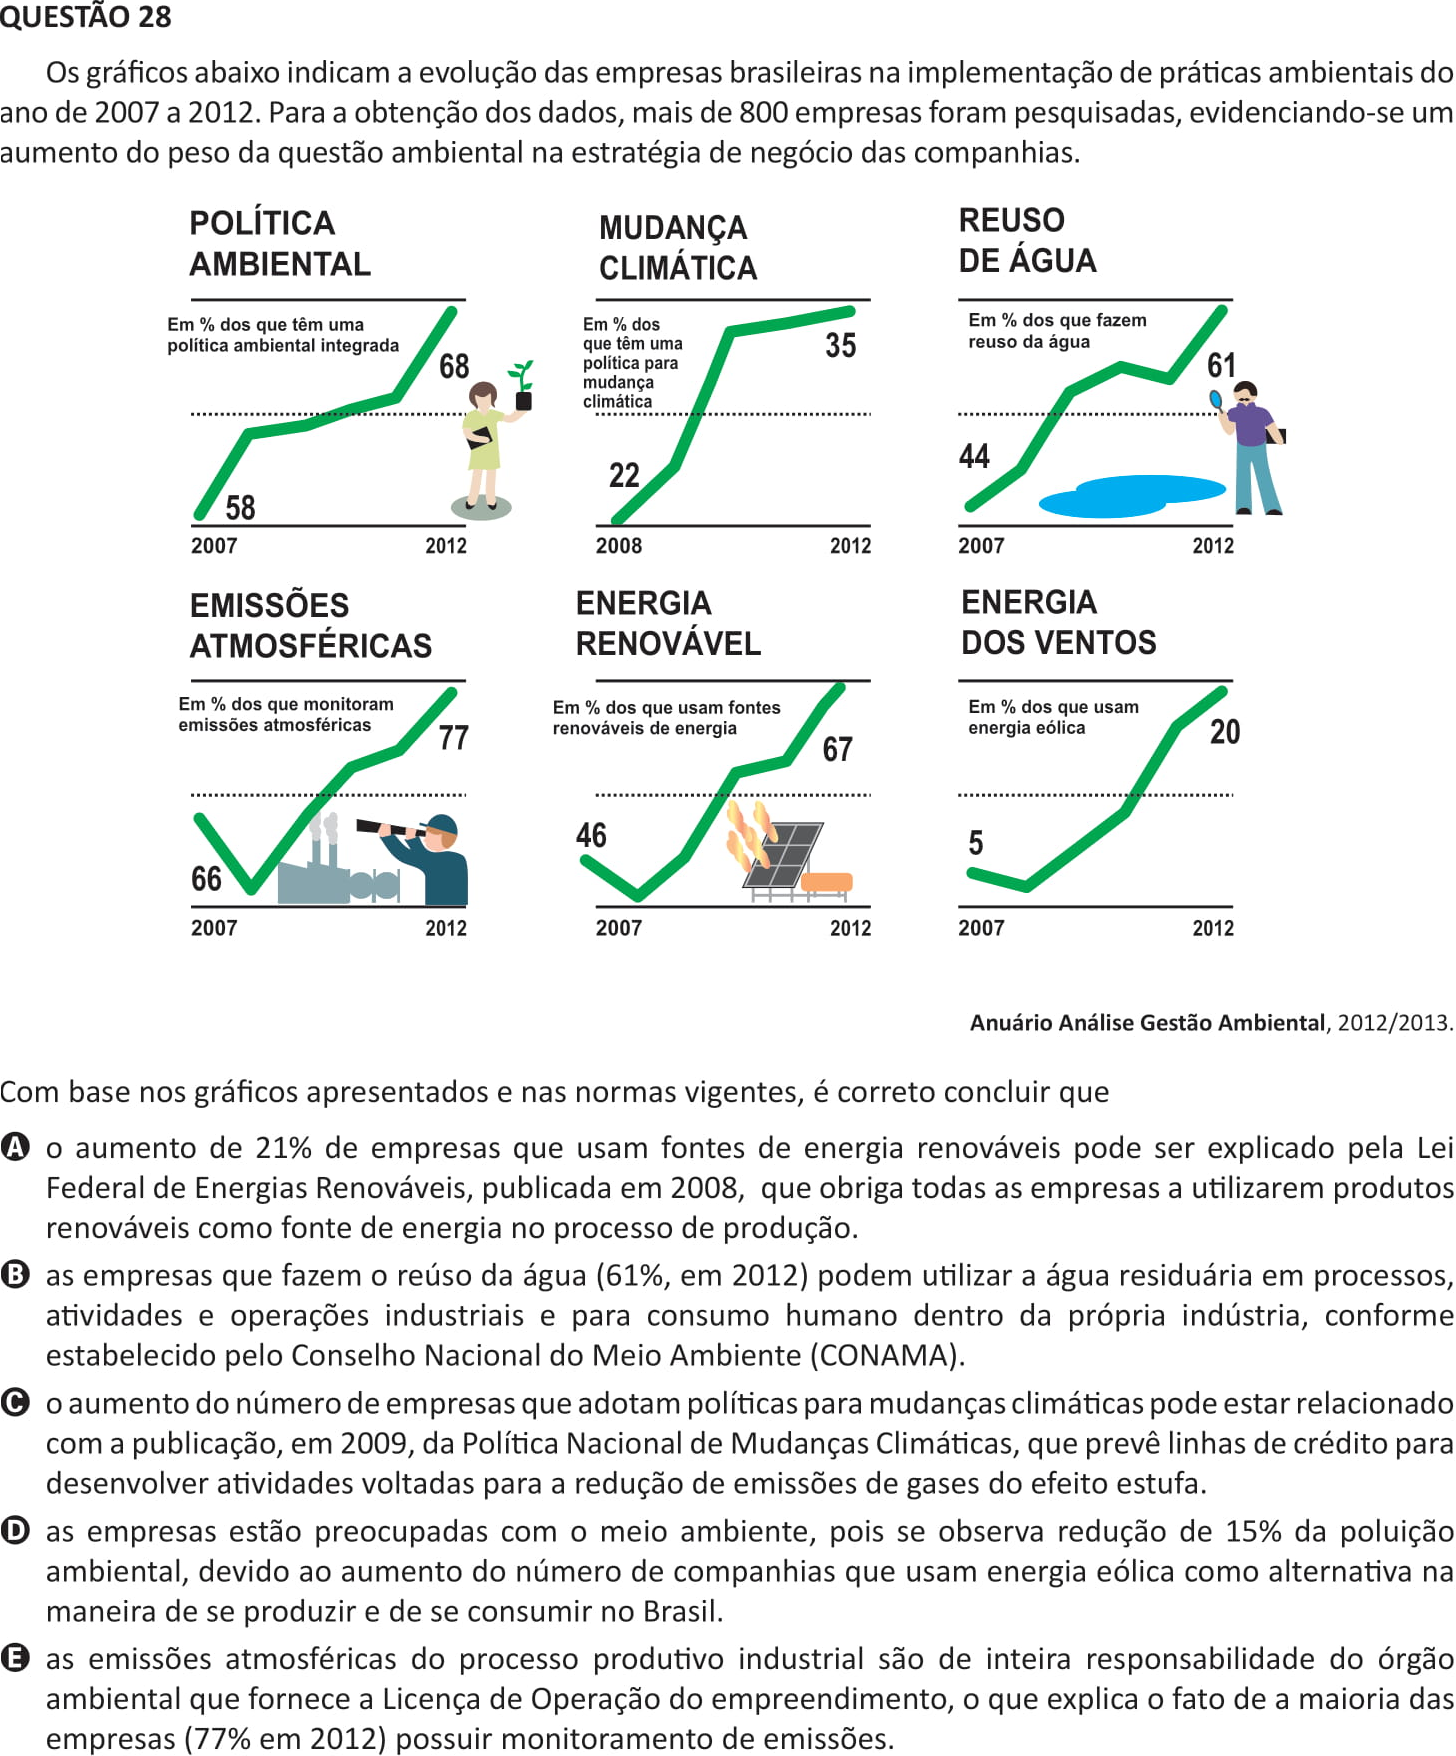 QUESTÃO 28
Os gráficos abaixo indicam a evolução das empresas brasileiras na implementação de práticas ambientais do
ano de 2007 a 2012. Para a obtenção dos dados, mais de 800 empresas foram pesquisadas, evidenciando-se um
aumento do peso da questão ambiental na estratégia de negócio das companhias.
POLÍTICA
AMBIENTAL
Em % dos que têm uma
política ambiental integrada
68
58
2007 2012
MUDANÇA
CLIMÁTICA
Em % dos
que têm uma
política para
mudança
climática
35
22
2008 2012
REUSO
DE ÁGUA
Em % dos que fazem
reuso da água
61
44
2007 2012
EMISSÕES
ATMOSFÉRICAS
Em % dos que monitoram
emissões atmosféricas
77
66
2007 2012
ENERGIA
RENOVÁVEL
Em % dos que usam fontes
renováveis de energia
67
46
2007 2012
ENERGIA
DOS VENTOS
Em % dos que usam
energia eólica
20
5
2007 2012
Anuário Análise Gestão Ambiental, 2012/2013.
Com base nos gráficos apresentados e nas normas vigentes, é correto concluir que
A o aumento de 21% de empresas que usam fontes de energia renováveis pode ser explicado pela Lei
Federal de Energias Renováveis, publicada em 2008, que obriga todas as empresas a utilizarem produtos
renováveis como fonte de energia no processo de produção.
B as empresas que fazem o reúso da água (61%, em 2012) podem utilizar a água residuária em processos,
atividades e operações industriais e para consumo humano dentro da própria indústria, conforme
estabelecido pelo Conselho Nacional do Meio Ambiente (CONAMA).
C o aumento do número de empresas que adotam políticas para mudanças climáticas pode estar relacionado
com a publicação, em 2009, da Política Nacional de Mudanças Climáticas, que prevê linhas de crédito para
desenvolver atividades voltadas para a redução de emissões de gases do efeito estufa.
D as empresas estão preocupadas com o meio ambiente, pois se observa redução de 15% da poluição
ambiental, devido ao aumento do número de companhias que usam energia eólica como alternativa na
maneira de se produzir e de se consumir no Brasil.
E as emissões atmosféricas do processo produtivo industrial são de inteira responsabilidade do órgão
ambiental que fornece a Licença de Operação do empreendimento, o que explica o fato de a maioria das
empresas (77% em 2012) possuir monitoramento de emissões.